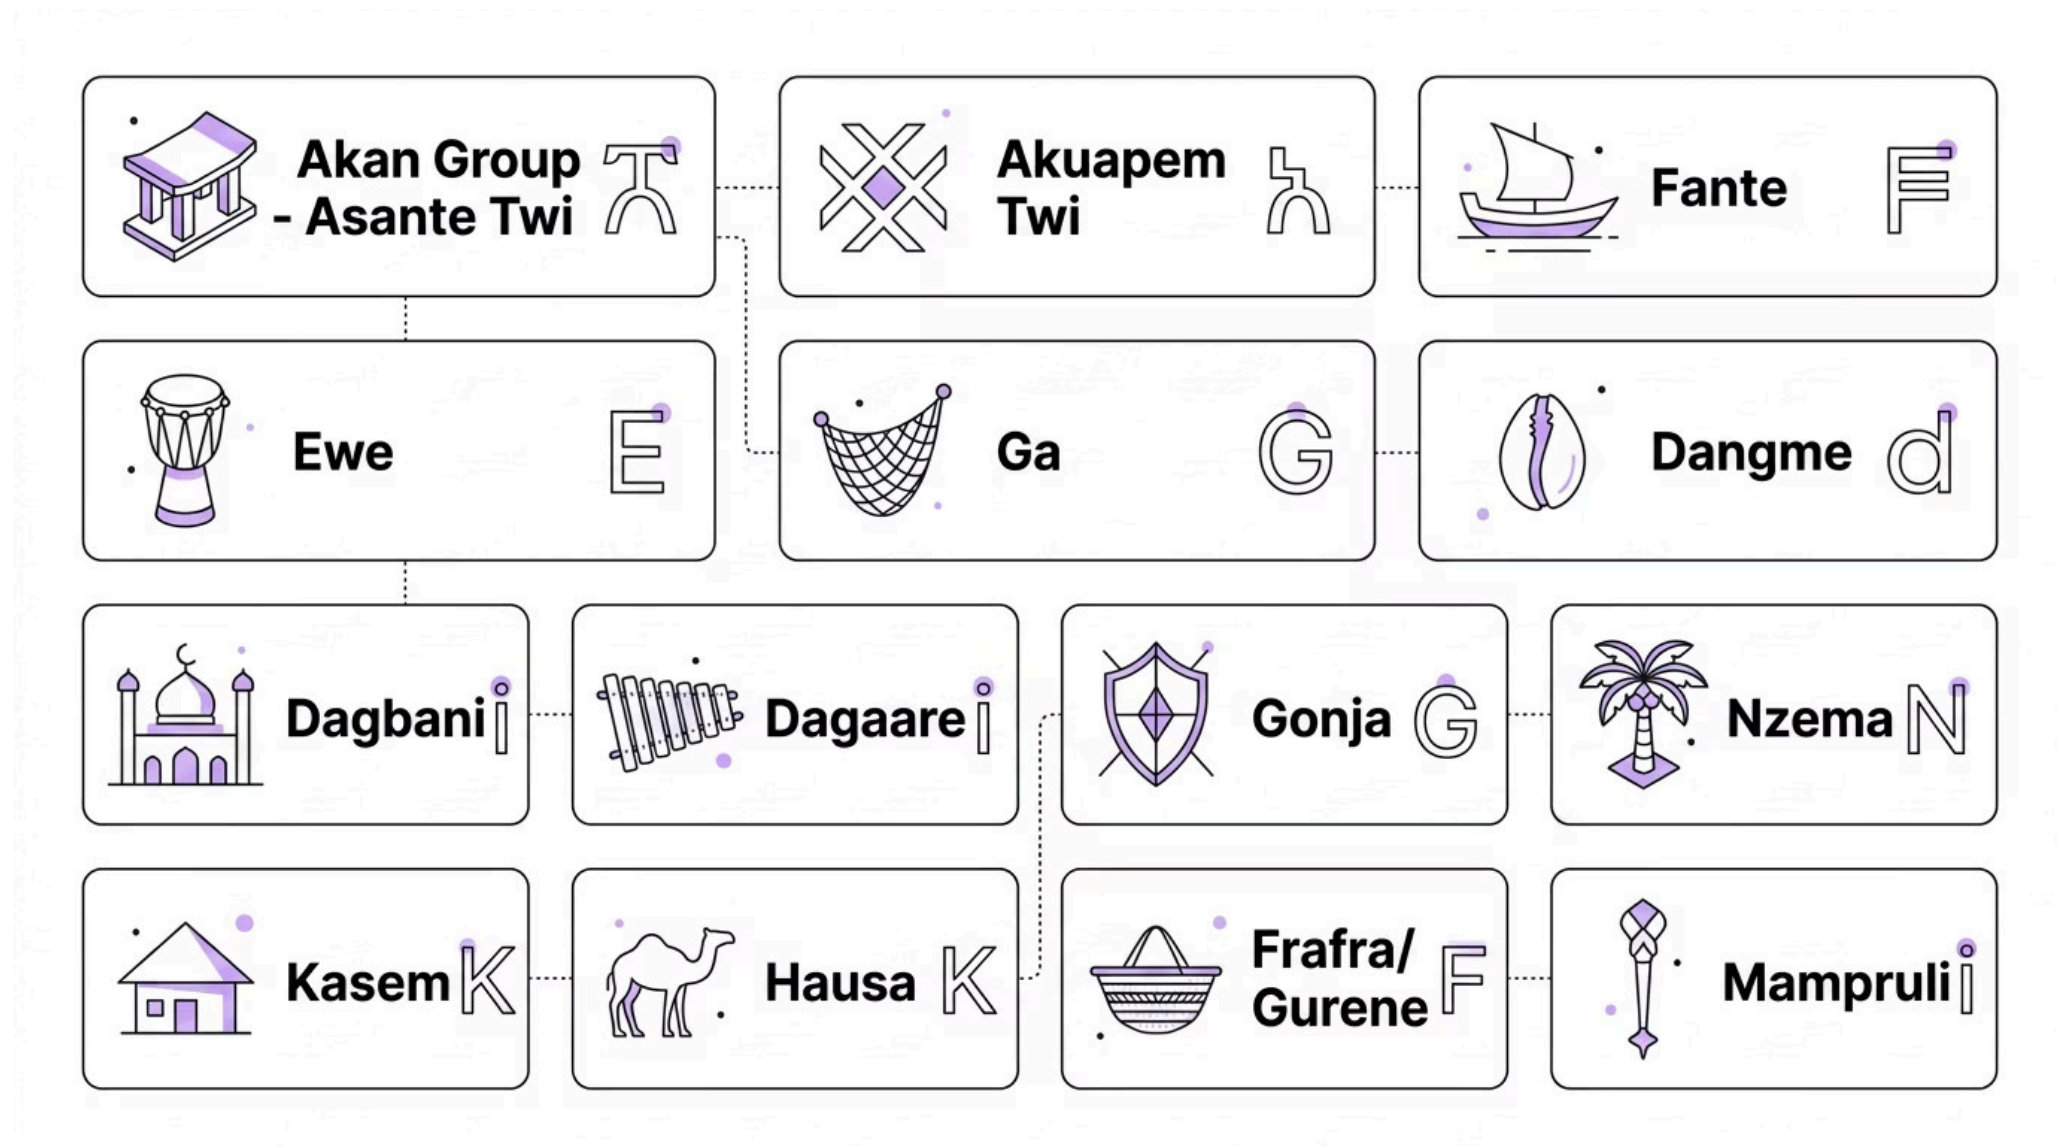 Akan Group
- Asante Twi
Akuapem
Twi
Fante
F
Ewe
E
Ga
G
Dangme
d
Dagbani
i
Dagaare
i
Gonja
G
Nzema
N
Kasem
K
Hausa
K
Frafra/
Gurene
F
Mampruli
i